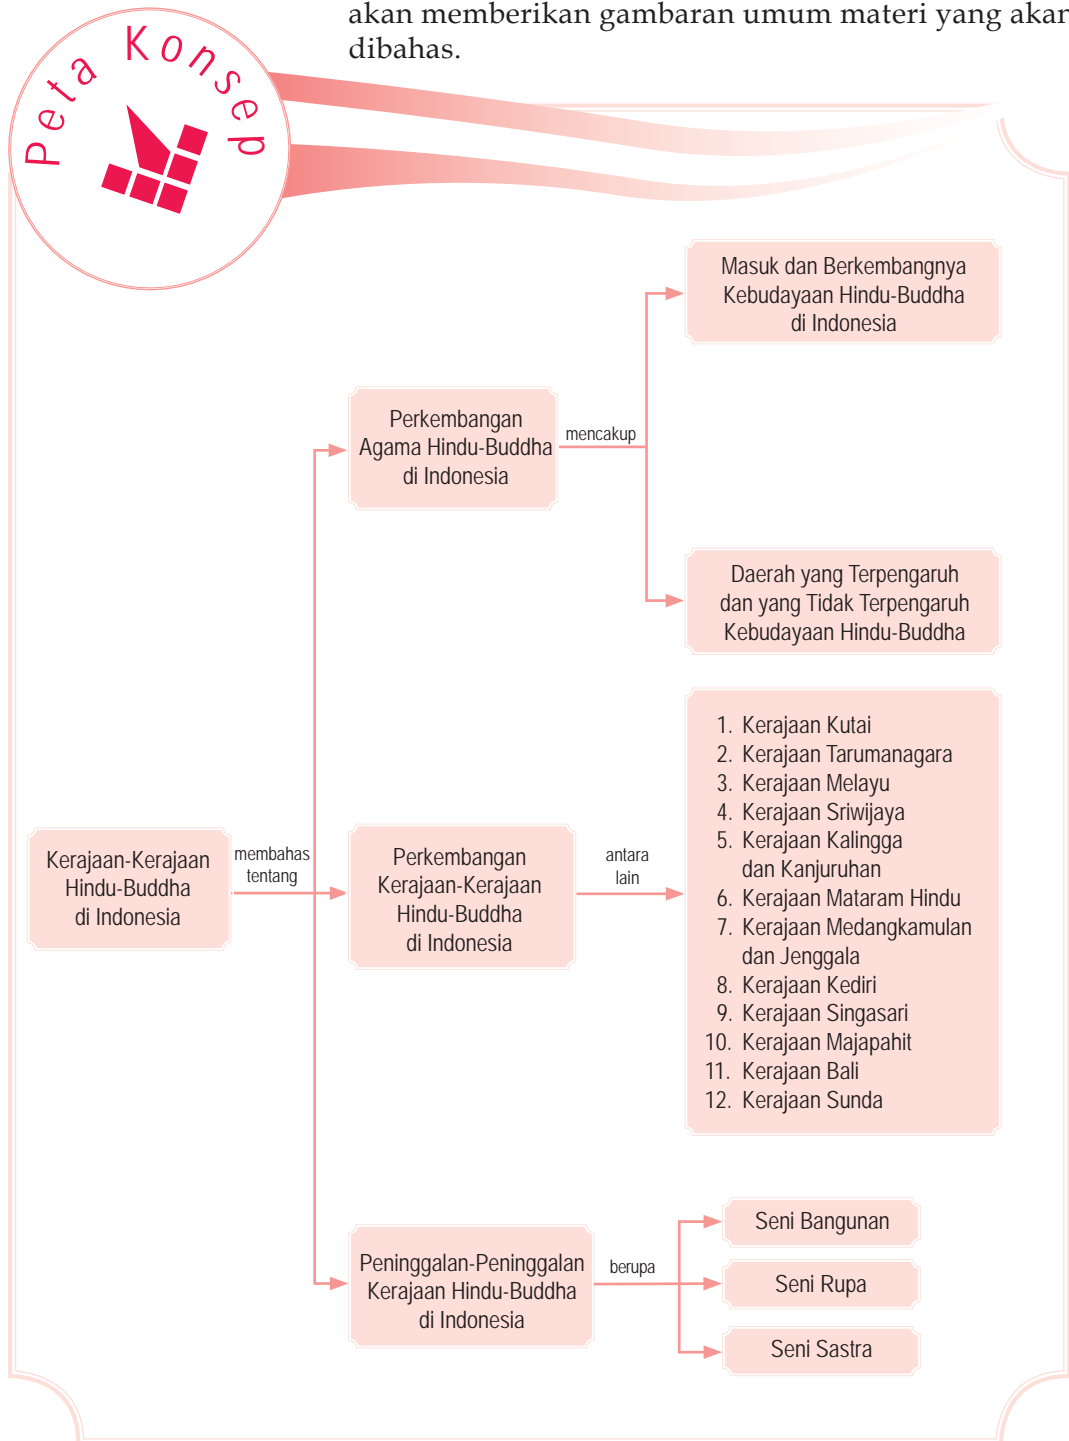 akan memberikan gambaran umum materi yang akan
dibahas.
Peta Konsep
Masuk dan Berkembangnya
Kebudayaan Hindu-Buddha
di Indonesia
Perkembangan
Agama Hindu-Buddha
di Indonesia
mencakup
Daerah yang Terpengaruh
dan yang Tidak Terpengaruh
Kebudayaan Hindu-Buddha
Kerajaan-Kerajaan
Hindu-Buddha
di Indonesia
membahas
tentang
Perkembangan
Kerajaan-Kerajaan
Hindu-Buddha
di Indonesia
antara
lain
1. Kerajaan Kutai
2. Kerajaan Tarumanagara
3. Kerajaan Melayu
4. Kerajaan Sriwijaya
5. Kerajaan Kalingga
dan Kanjuruhan
6. Kerajaan Mataram Hindu
7. Kerajaan Medangkamulan
dan Jenggala
8. Kerajaan Kediri
9. Kerajaan Singasari
10. Kerajaan Majapahit
11. Kerajaan Bali
12. Kerajaan Sunda
Peninggalan-Peninggalan
Kerajaan Hindu-Buddha
di Indonesia
berupa
Seni Bangunan
Seni Rupa
Seni Sastra